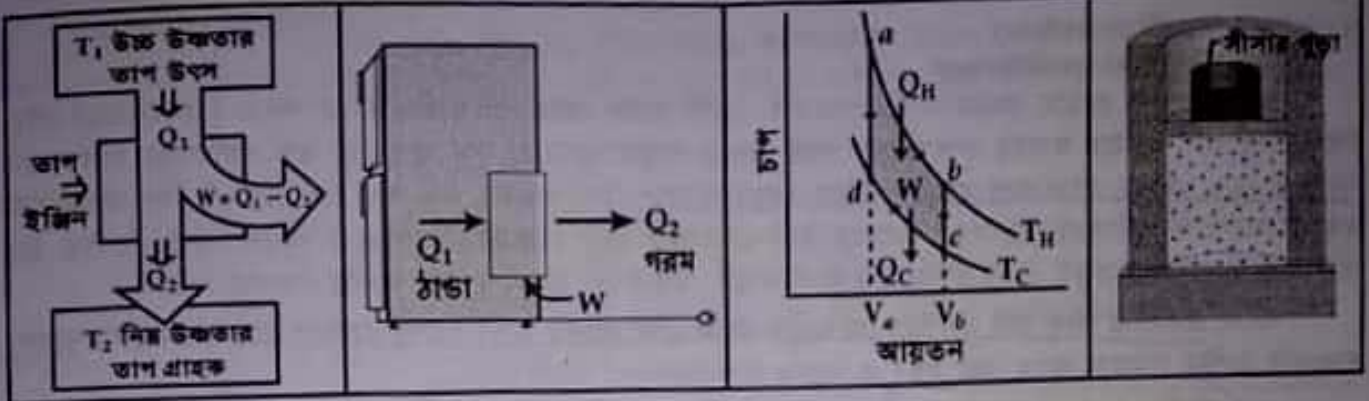 T₁ উচ্চ উষ্ণতার
তাপ উৎস
Q₁
তাপ
ইঞ্জিন
W = Q₁ – Q₂
Q₂
T₂ নিম্ন উষ্ণতার
তাপ গ্রাহক
Q₁
ঠান্ডা
Q₂
গরম
W
চাপ
a
Q_H
b
d
W
c
T_H
Q_C
T_C
V_a
V_b
আয়তন
সীসার গুড়া